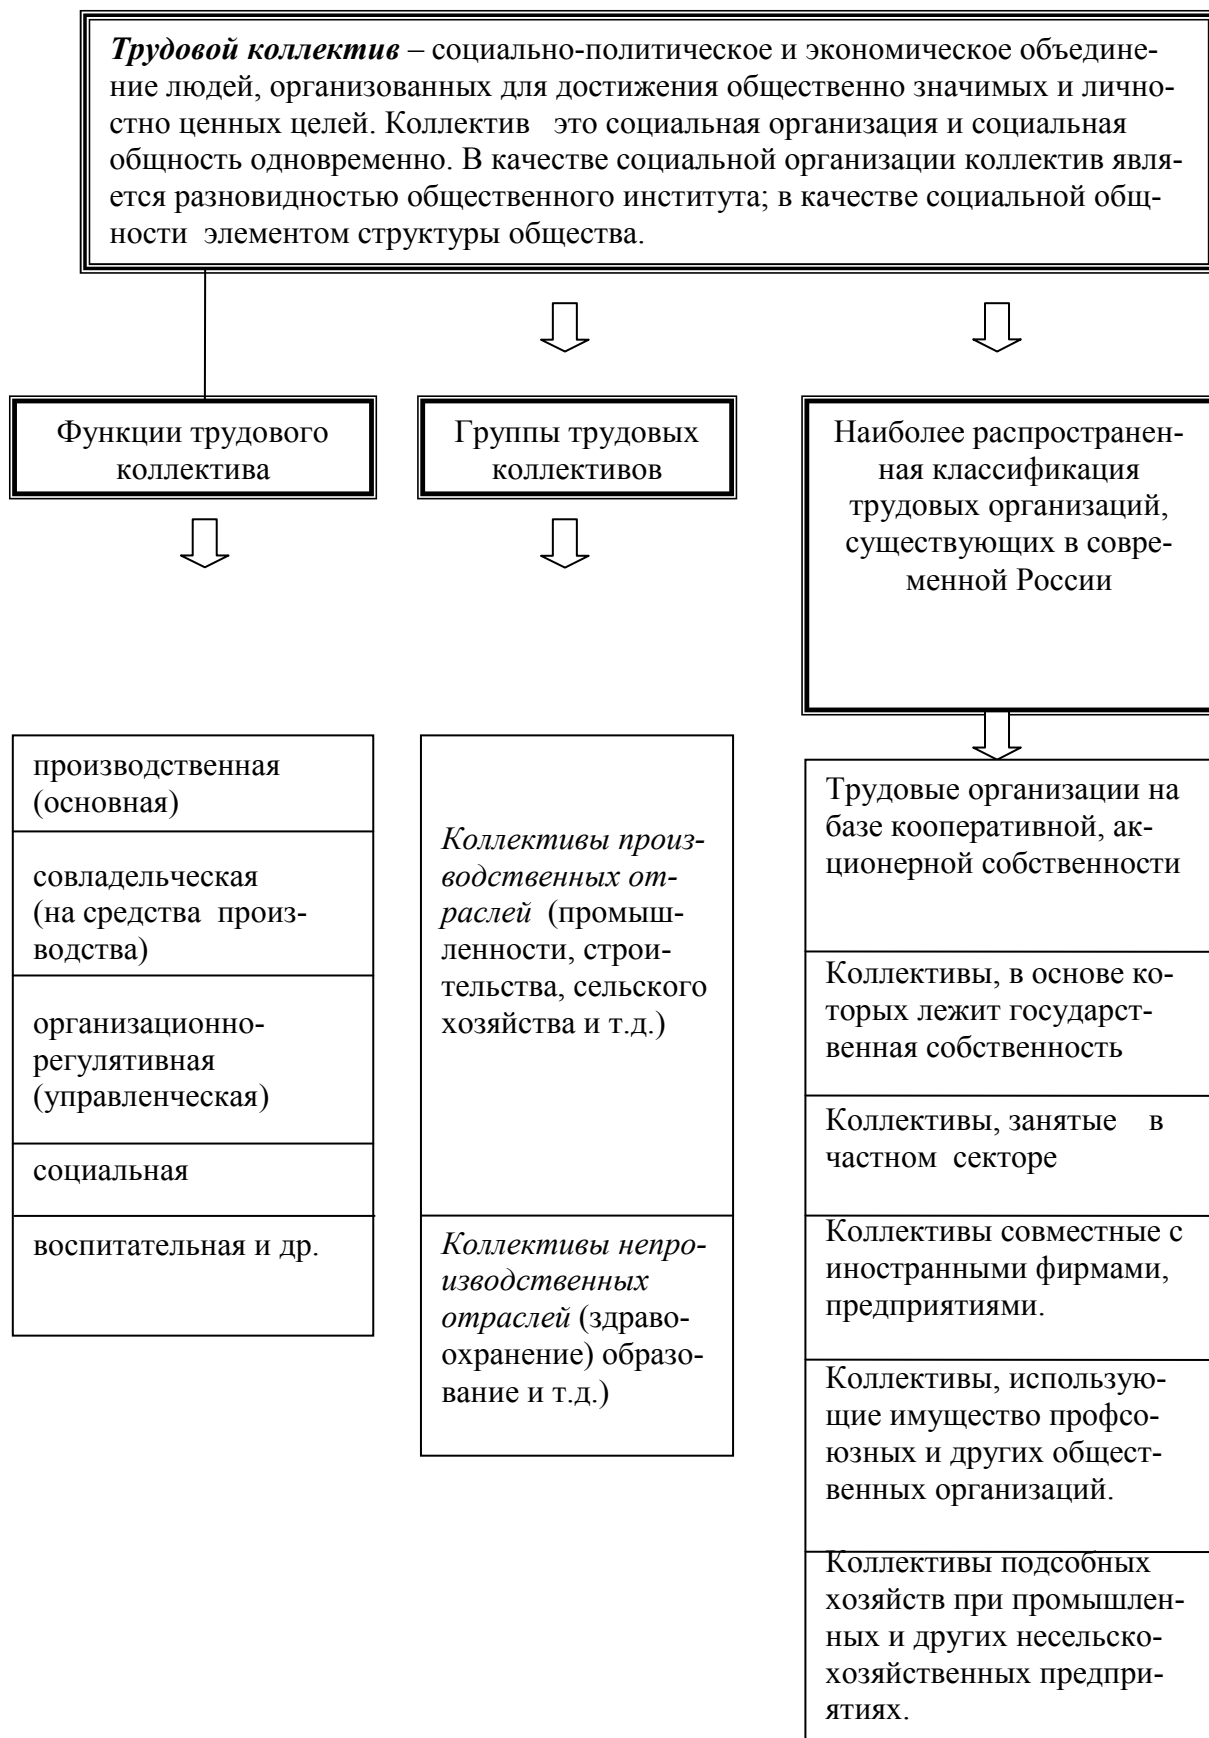 Трудовой коллектив – социально-политическое и экономическое объедине-
ние людей, организованных для достижения общественно значимых и лично-
стно ценных целей. Коллектив это социальная организация и социальная
общность одновременно. В качестве социальной организации коллектив явля-
ется разновидностью общественного института; в качестве социальной общ-
ности элементом структуры общества.
Функции трудового
коллектива
Группы трудовых
коллективов
Наиболее распространен-
ная классификация
трудовых организаций,
существующих в совре-
менной России
производственная
(основная)
совладельческая
(на средства произ-
водства)
организационно-
регулятивная
(управленческая)
социальная
воспитательная и др.
Коллективы произ-
водственных от-
раслей (промыш-
ленности, строи-
тельства, сельского
хозяйства и т.д.)
Коллективы непро-
изводственных
отраслей (здраво-
охранение) образо-
вание и т.д.)
Трудовые организации на
базе кооперативной, ак-
ционерной собственности
Коллективы, в основе ко-
торых лежит государст-
венная собственность
Коллективы, занятые в
частном секторе
Коллективы совместные с
иностранными фирмами,
предприятиями.
Коллективы, использую-
щие имущество профсо-
юзных и других общест-
венных организаций.
Коллективы подсобных
хозяйств при промышлен-
ных и других несельско-
хозяйственных предпри-
ятиях.